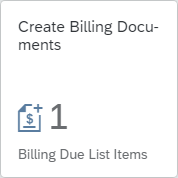 Create Billing Docu-
ments
$ 1
Billing Due List Items